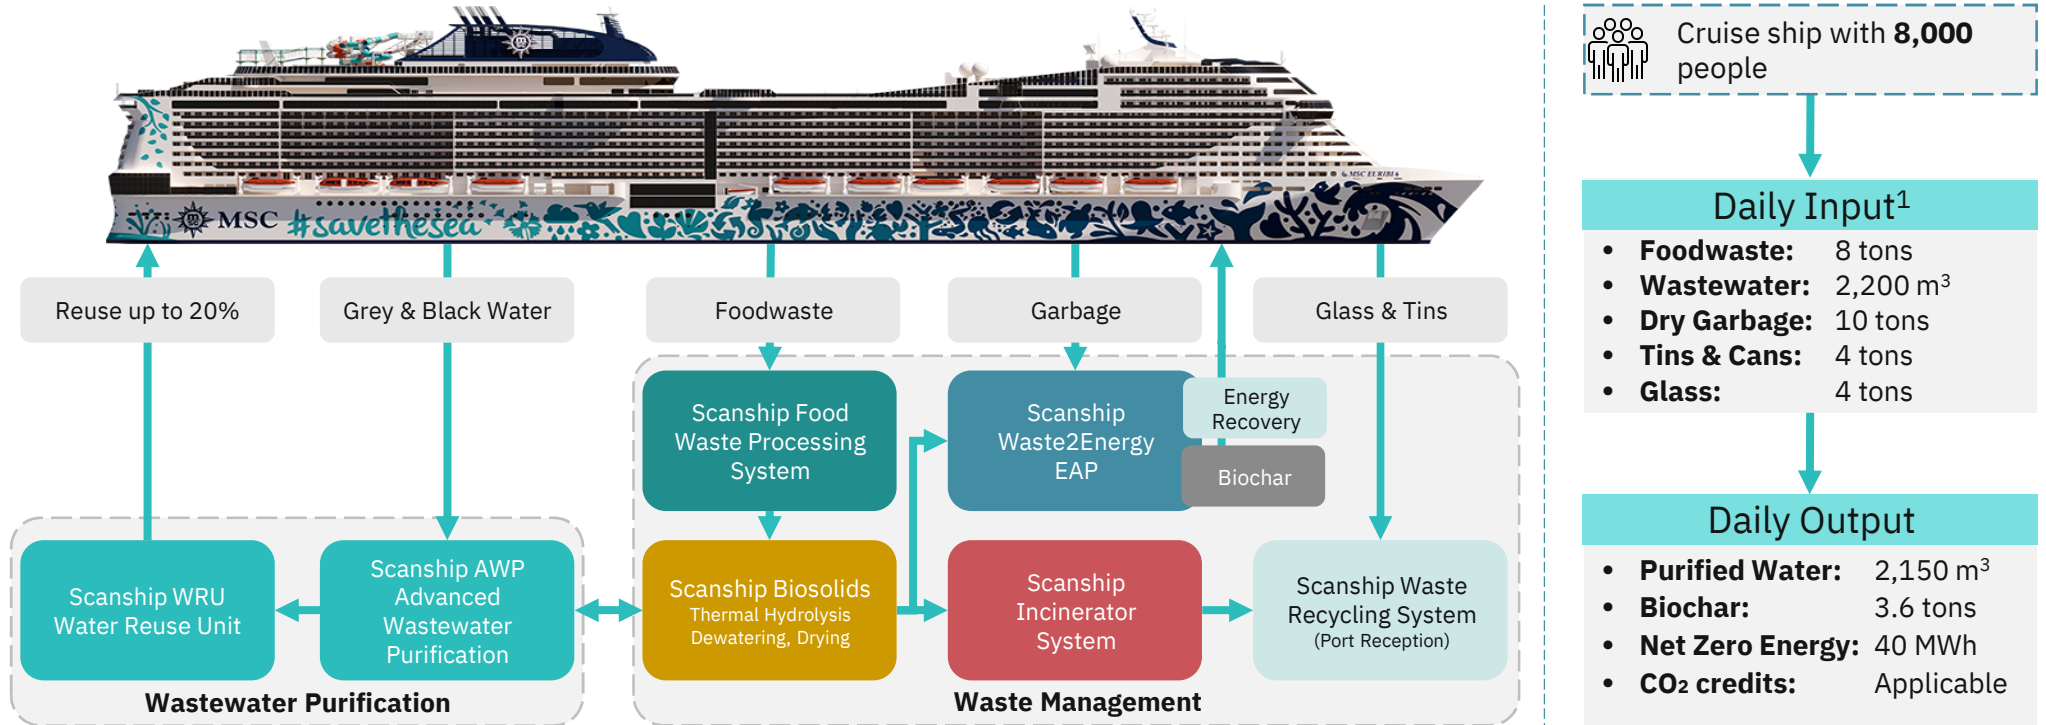 MSC #savethesea
MSC EURIBIA
Reuse up to 20%
Grey & Black Water
Foodwaste
Garbage
Glass & Tins
Scanship Food
Waste Processing
System
Scanship
Waste2Energy
EAP
Energy
Recovery
Biochar
Scanship WRU
Water Reuse Unit
Scanship AWP
Advanced
Wastewater
Purification
Scanship Biosolids
Thermal Hydrolysis
Dewatering, Drying
Scanship
Incinerator
System
Scanship Waste
Recycling System
(Port Reception)
Wastewater Purification
Waste Management
Cruise ship with 8,000
people
Daily Input¹
• Foodwaste: 8 tons
• Wastewater: 2,200 m³
• Dry Garbage: 10 tons
• Tins & Cans: 4 tons
• Glass: 4 tons
Daily Output
• Purified Water: 2,150 m³
• Biochar: 3.6 tons
• Net Zero Energy: 40 MWh
• CO₂ credits: Applicable